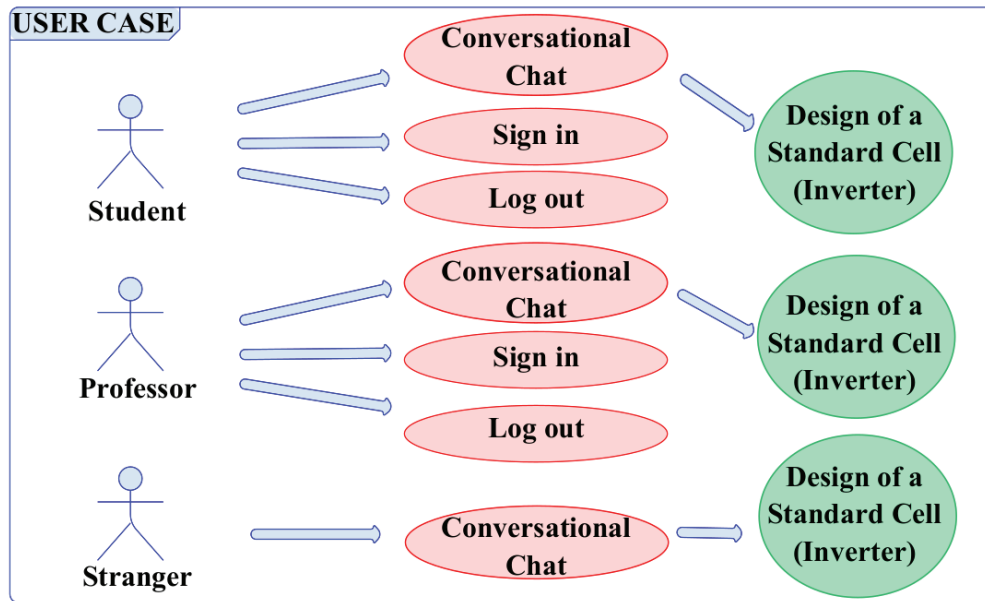 USER CASE
Conversational
Chat
Sign in
Log out
Student
Design of a
Standard Cell
(Inverter)
Conversational
Chat
Sign in
Log out
Professor
Design of a
Standard Cell
(Inverter)
Conversational
Chat
Stranger
Design of a
Standard Cell
(Inverter)